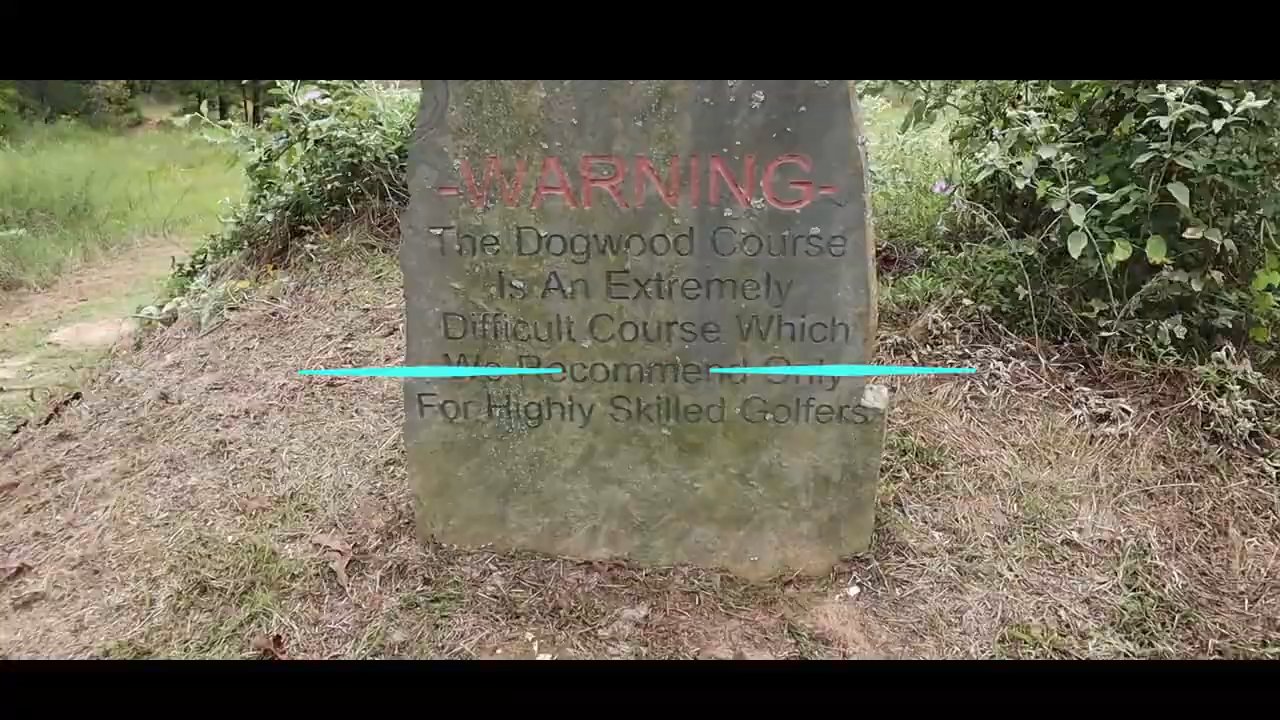 -WARNING-
The Dogwood Course
Is An Extremely
Difficult Course Which
We Recommend Only
For Highly Skilled Golfers